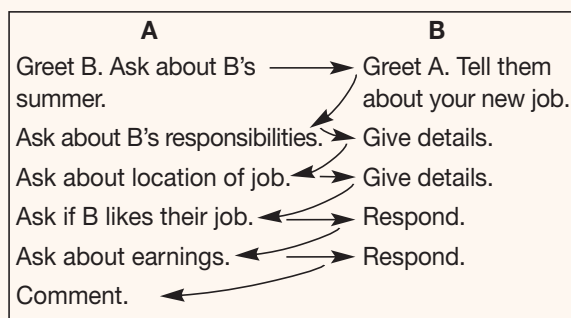 A B
Greet B. Ask about B's Greet A. Tell them
summer. about your new job.
Ask about B's responsibilities. Give details.
Ask about location of job. Give details.
Ask if B likes their job. Respond.
Ask about earnings. Respond.
Comment.